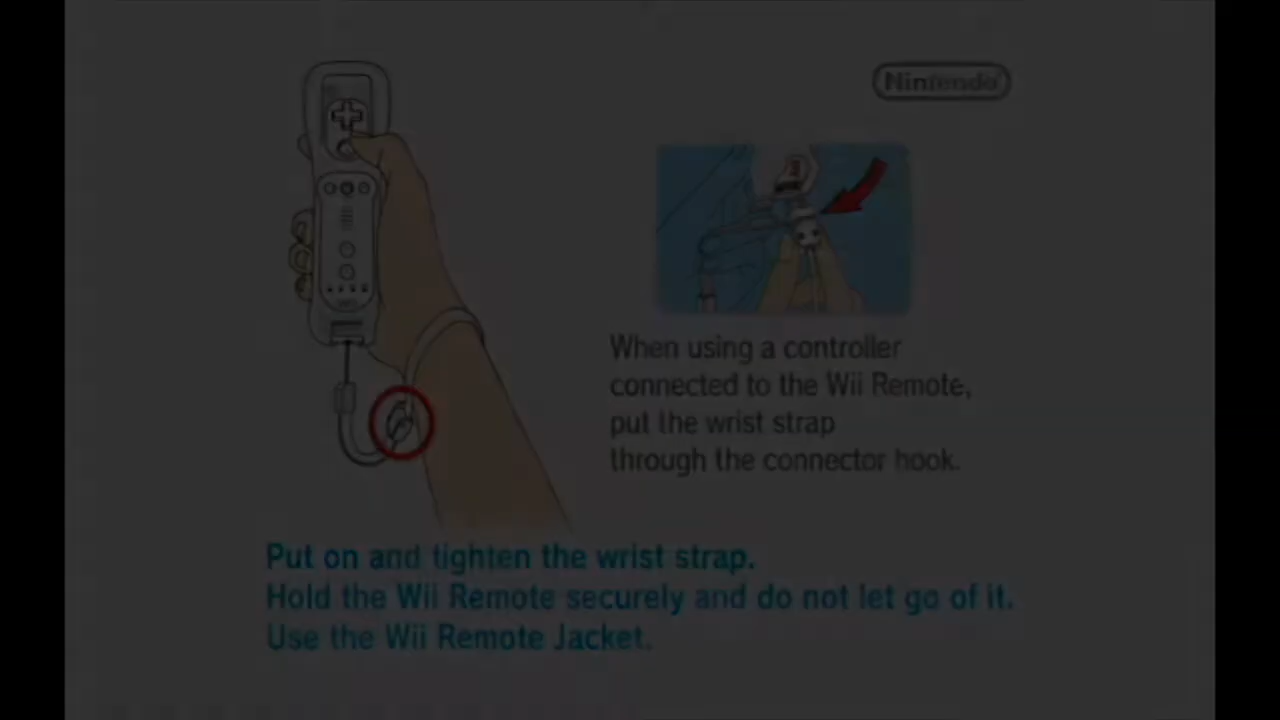 Nintendo
When using a controller
connected to the Wii Remote,
put the wrist strap
through the connector hook.
Put on and tighten the wrist strap.
Hold the Wii Remote securely and do not let go of it.
Use the Wii Remote Jacket.